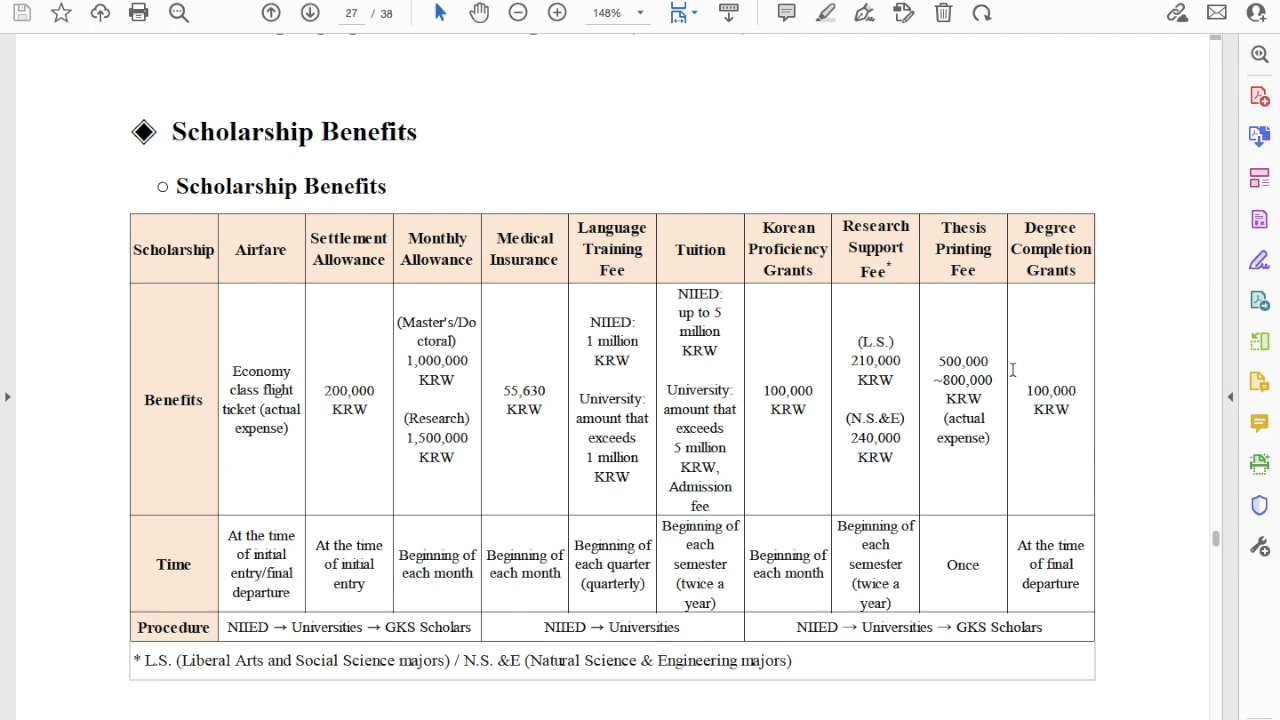 27 / 38
148%
◈ Scholarship Benefits
○ Scholarship Benefits
Scholarship
Airfare
Settlement
Allowance
Monthly
Allowance
Medical
Insurance
Language
Training
Fee
Tuition
Korean
Proficiency
Grants
Research
Support
Fee*
Thesis
Printing
Fee
Degree
Completion
Grants
Benefits
Economy
class flight
ticket (actual
expense)
200,000
KRW
(Master's/Do
ctoral)
1,000,000
KRW
(Research)
1,500,000
KRW
55,630
KRW
NIIED:
1 million
KRW
University:
amount that
exceeds
1 million
KRW
NIIED:
up to 5
million
KRW
University:
amount that
exceeds
5 million
KRW,
Admission
fee
100,000
KRW
(L.S.)
210,000
KRW
(N.S.&E)
240,000
KRW
500,000
~800,000
KRW
(actual
expense)
100,000
KRW
Time
At the time
of initial
entry/final
departure
At the time
of initial
entry
Beginning of
each month
Beginning of
each month
Beginning of
each quarter
(quarterly)
Beginning of
each
semester
(twice a
year)
Beginning of
each month
Beginning of
each
semester
(twice a
year)
Once
At the time
of final
departure
Procedure
NIIED → Universities → GKS Scholars
NIIED → Universities
NIIED → Universities → GKS Scholars
* L.S. (Liberal Arts and Social Science majors) / N.S. &E (Natural Science & Engineering majors)